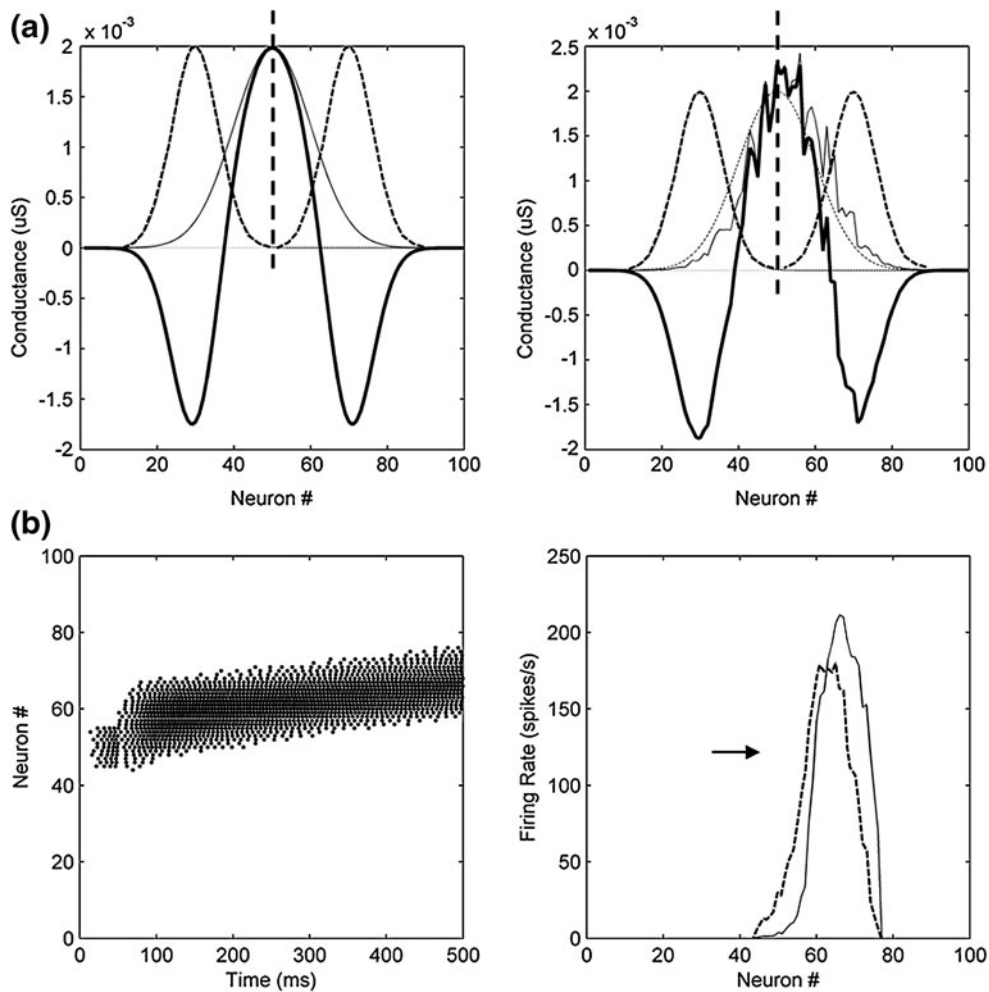 (a)
x 10⁻³
2
1.5
1
0.5
0
-0.5
-1
-1.5
-2
Conductance (uS)
0 20 40 60 80 100
Neuron #
x 10⁻³
2.5
2
1.5
1
0.5
0
-0.5
-1
-1.5
-2
Conductance (uS)
0 20 40 60 80 100
Neuron #
(b)
100
80
60
40
20
0
Neuron #
0 100 200 300 400 500
Time (ms)
250
200
150
100
50
0
Firing Rate (spikes/s)
0 20 40 60 80 100
Neuron #